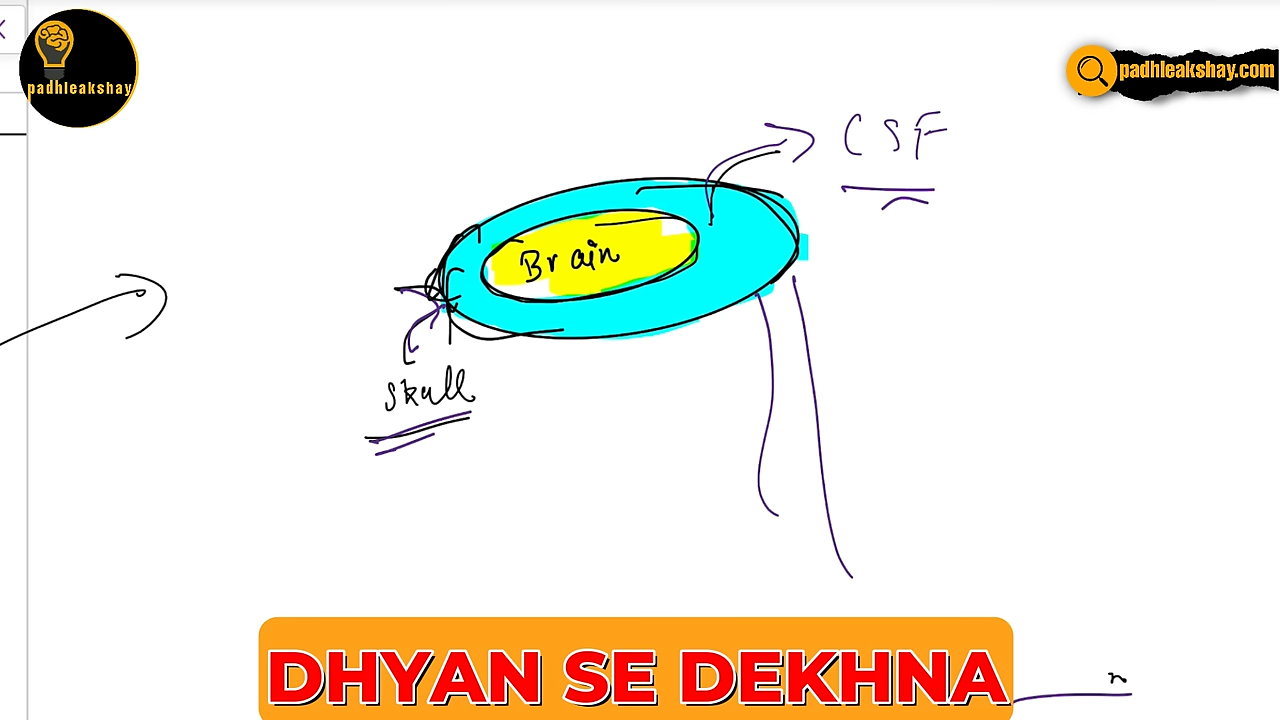 padhleakshay
padhleakshay.com
CSF
Brain
Skull
DHYAN SE DEKHNA
n